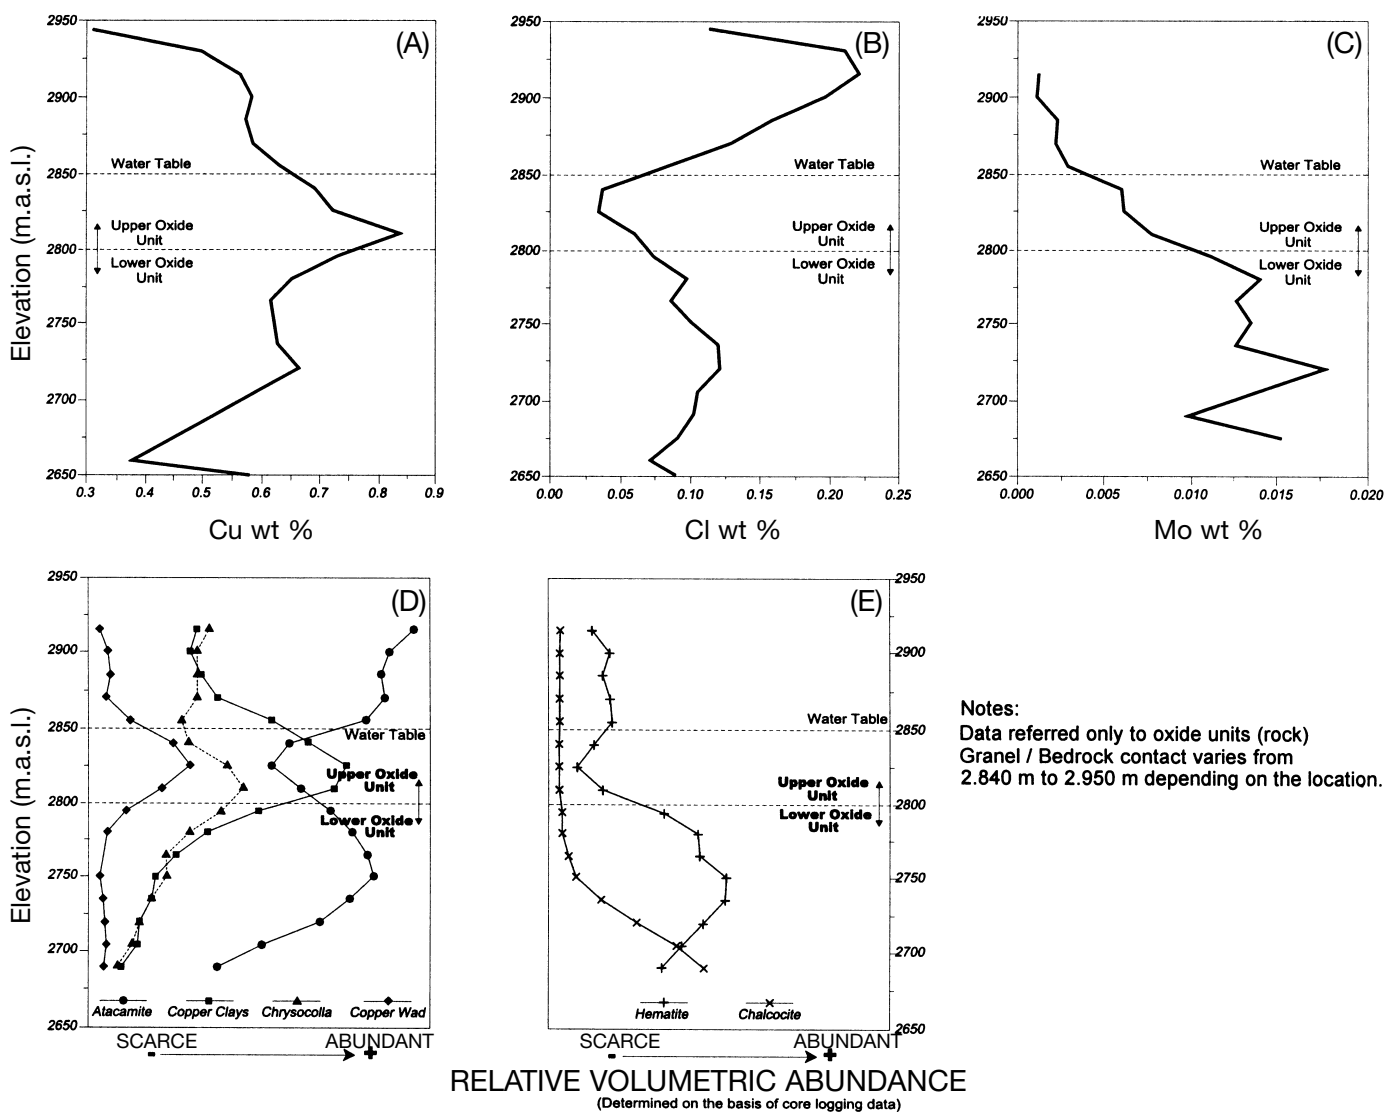 (A)
2950
2900
2850
2800
2750
2700
2650
Water Table
Upper Oxide
Unit
Lower Oxide
Unit
0.3
0.4
0.5
0.6
0.7
0.8
0.9
Elevation (m.a.s.l.)
Cu wt %
(B)
2950
2900
2850
2800
2750
2700
2650
Water Table
Upper Oxide
Unit
Lower Oxide
Unit
0.00
0.05
0.10
0.15
0.20
0.25
Cl wt %
(C)
2950
2900
2850
2800
2750
2700
2650
Water Table
Upper Oxide
Unit
Lower Oxide
Unit
0.000
0.005
0.010
0.015
0.020
Mo wt %
(D)
2950
2900
2850
2800
2750
2700
2650
Water Table
Upper Oxide
Unit
Lower Oxide
Unit
Elevation (m.a.s.l.)
Atacamite
Copper Clays
Chrysocolla
Copper Wad
SCARCE
ABUNDANT
-
+
(E)
2950
2900
2850
2800
2750
2700
2650
Water Table
Upper Oxide
Unit
Lower Oxide
Unit
Hematite
Chalcocite
SCARCE
ABUNDANT
-
+
RELATIVE VOLUMETRIC ABUNDANCE
(Determined on the basis of core logging data)
Notes:
Data referred only to oxide units (rock)
Granel / Bedrock contact varies from
2.840 m to 2.950 m depending on the location.